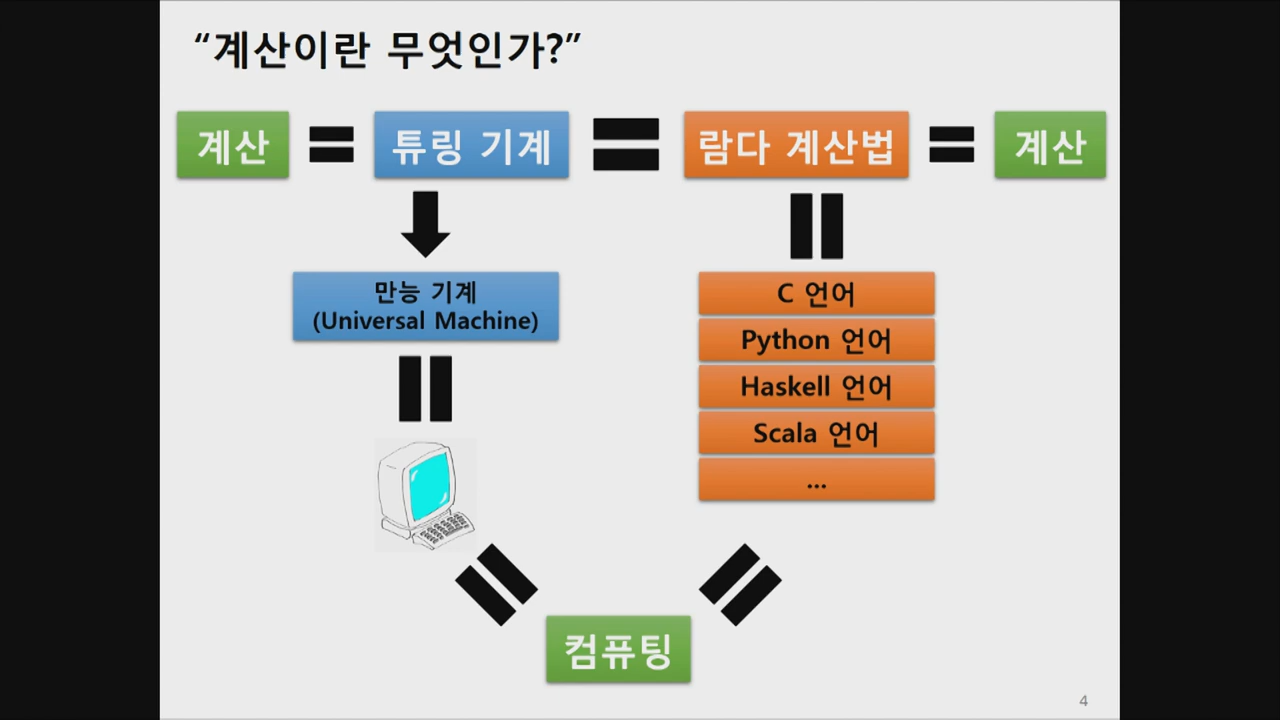 “계산이란 무엇인가?”
계산
튜링 기계
람다 계산법
계산
만능 기계
(Universal Machine)
C 언어
Python 언어
Haskell 언어
Scala 언어
...
컴퓨팅
4